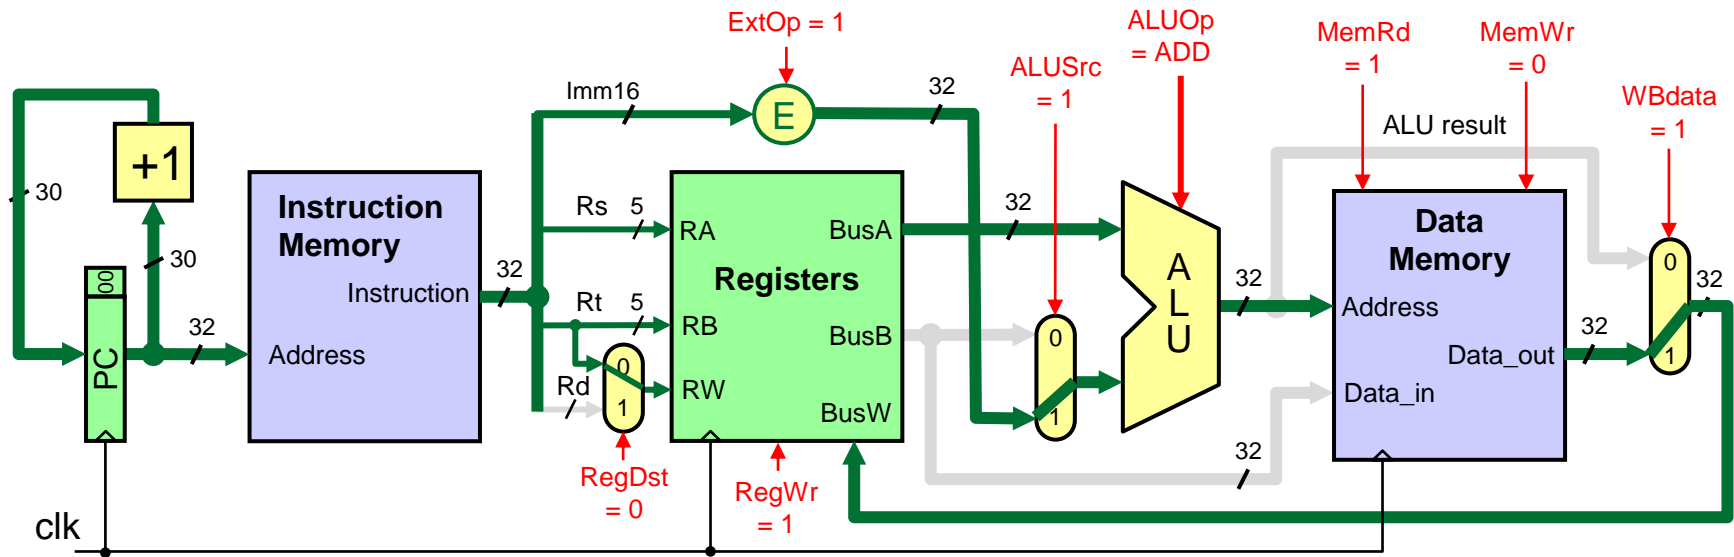 ExtOp = 1
ALUOp
= ADD
MemRd
= 1
MemWr
= 0
ALUSrc
= 1
WBdata
= 1
Imm16
32
E
ALU result
+1
30
30
Instruction
Memory
Instruction
Address
32
32
00
PC
Rs
5
Rt
5
Rd
0
1
RA
RB
RW
BusA
BusB
BusW
Registers
32
0
1
A
L
U
32
Data
Memory
Address
Data_out
Data_in
32
32
0
1
32
RegDst
= 0
RegWr
= 1
clk